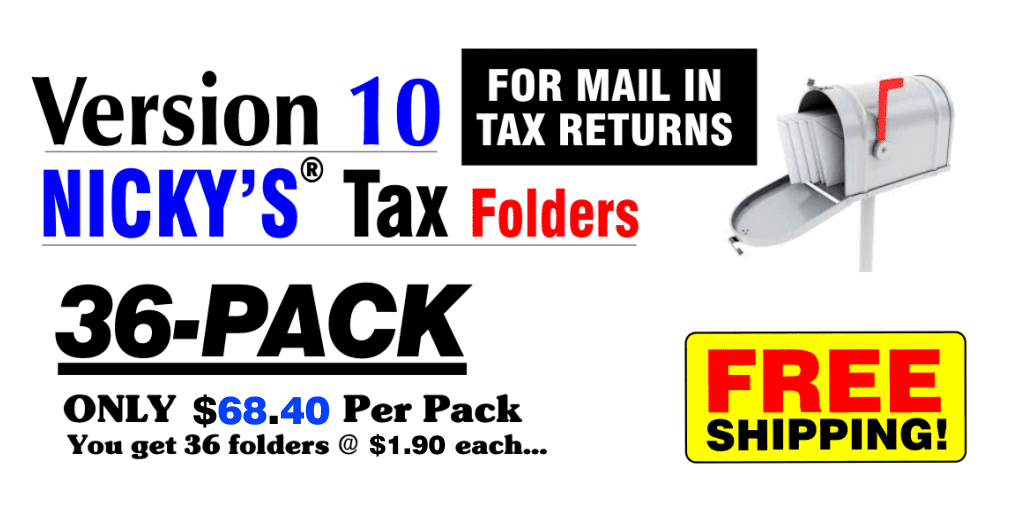 Version 10
FOR MAIL IN
TAX RETURNS
NICKY'S® Tax Folders
36-PACK
ONLY $68.40 Per Pack
You get 36 folders @ $1.90 each...
FREE
SHIPPING!